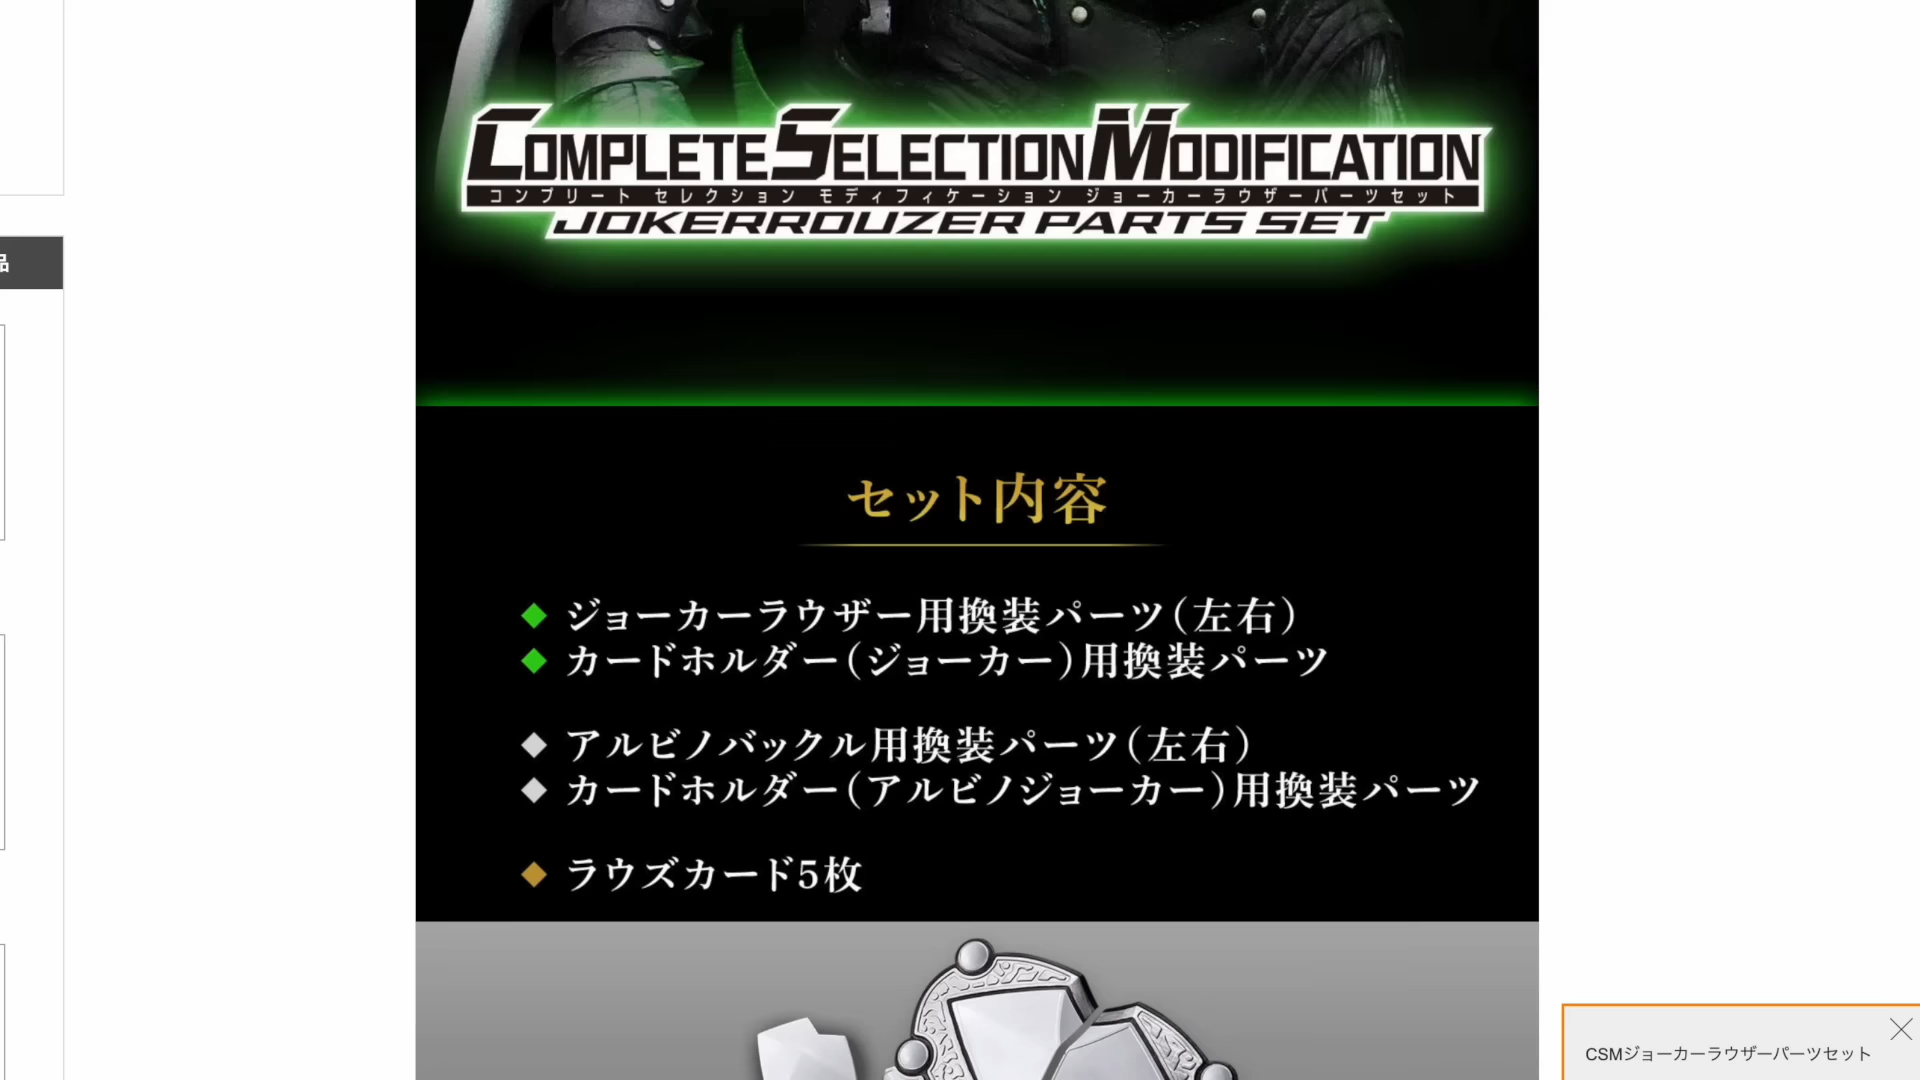 COMPLETE SELECTION MODIFICATION
コンプリート セレクション モディフィケーション ジョーカーラウザーパーツセット
JOKERROUZER PARTS SET
品
セット内容
◆ ジョーカーラウザー用換装パーツ(左右)
◆ カードホルダー(ジョーカー)用換装パーツ
◆ アルビノバックル用換装パーツ(左右)
◆ カードホルダー(アルビノジョーカー)用換装パーツ
◆ ラウズカード5枚
CSMジョーカーラウザーパーツセット